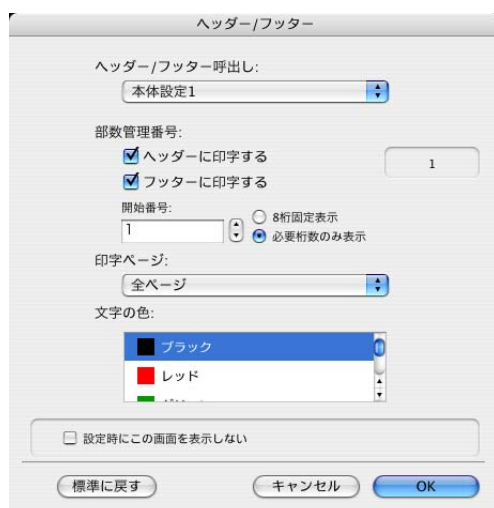 ヘッダー/フッター
ヘッダー/フッター呼出し:
本体設定1
部数管理番号:
ヘッダーに印字する
1
フッターに印字する
開始番号:
1
8桁固定表示
必要桁数のみ表示
印字ページ:
全ページ
文字の色:
ブラック
レッド
設定時にこの画面を表示しない
標準に戻す
キャンセル
OK